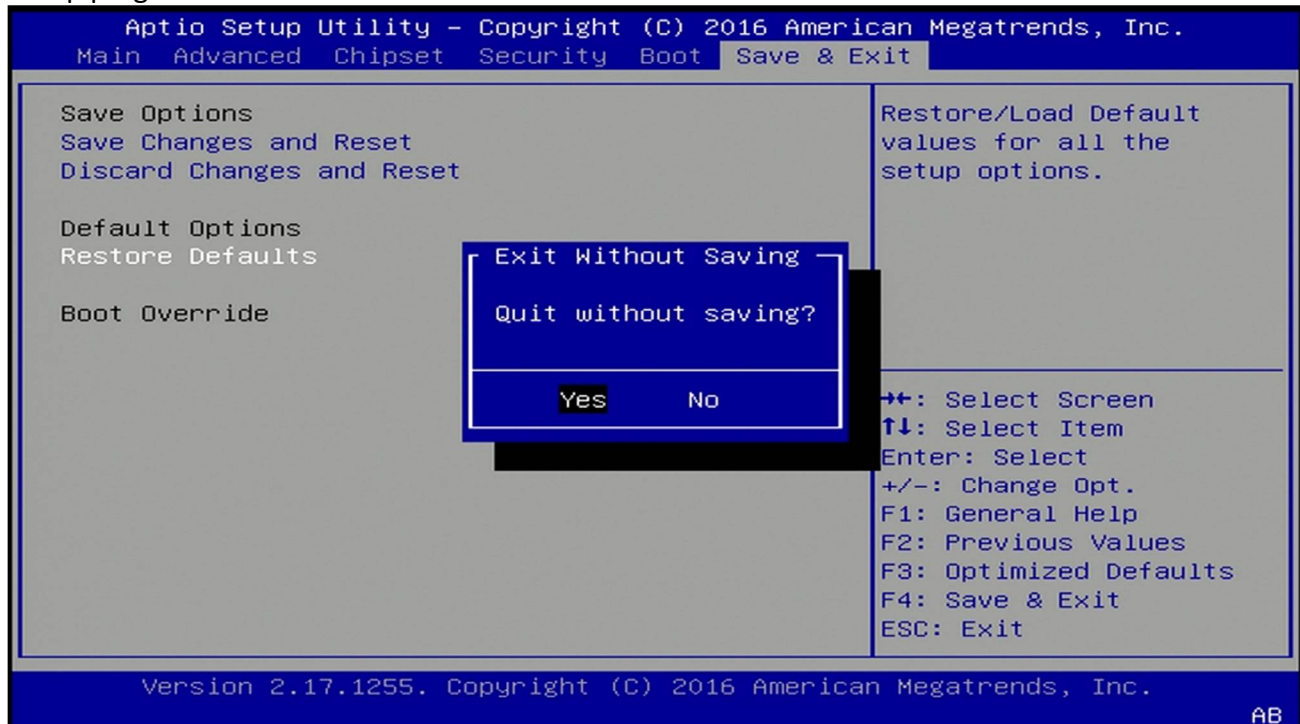 Aptio Setup Utility – Copyright (C) 2016 American Megatrends, Inc.
Main Advanced Chipset Security Boot Save & Exit
Save Options
Save Changes and Reset
Discard Changes and Reset
Default Options
Restore Defaults
Boot Override
Exit Without Saving
Quit without saving?
Yes No
Restore/Load Default
values for all the
setup options.
→←: Select Screen
↑↓: Select Item
Enter: Select
+/-: Change Opt.
F1: General Help
F2: Previous Values
F3: Optimized Defaults
F4: Save & Exit
ESC: Exit
Version 2.17.1255. Copyright (C) 2016 American Megatrends, Inc.
AB